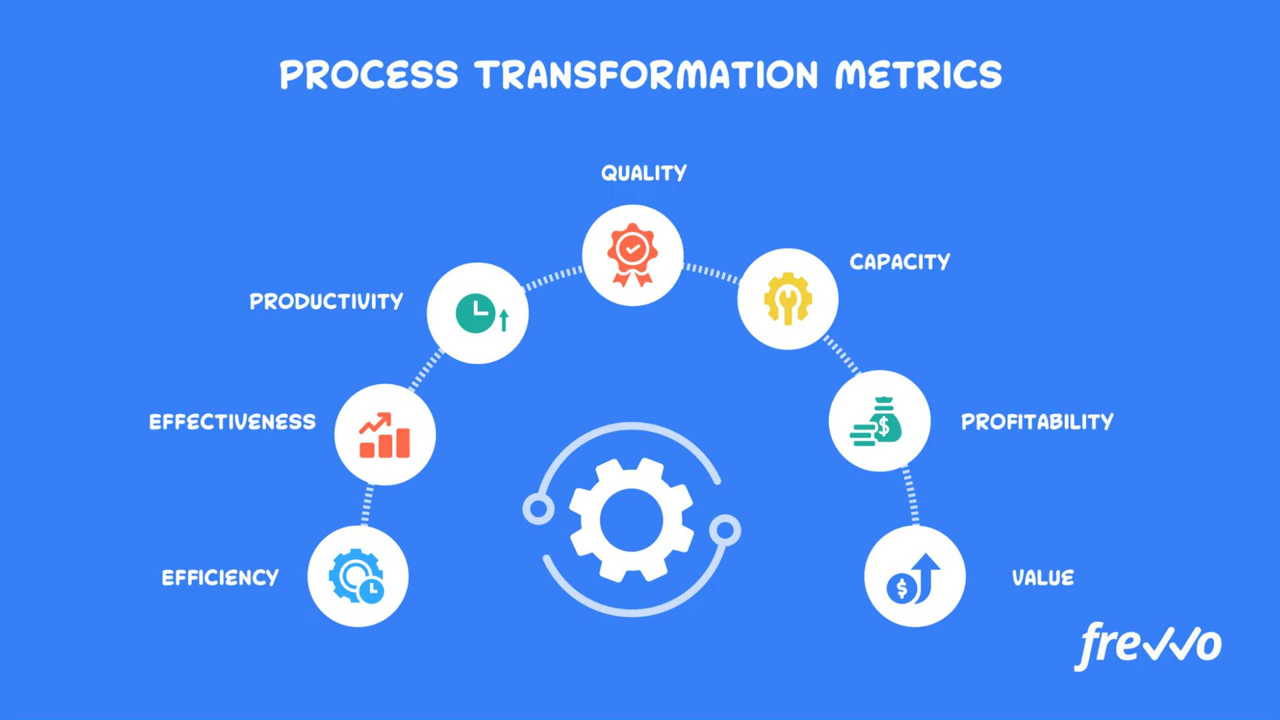 PROCESS TRANSFORMATION METRICS
QUALITY
CAPACITY
PRODUCTIVITY
EFFECTIVENESS
PROFITABILITY
EFFICIENCY
VALUE
$
$
frevvo